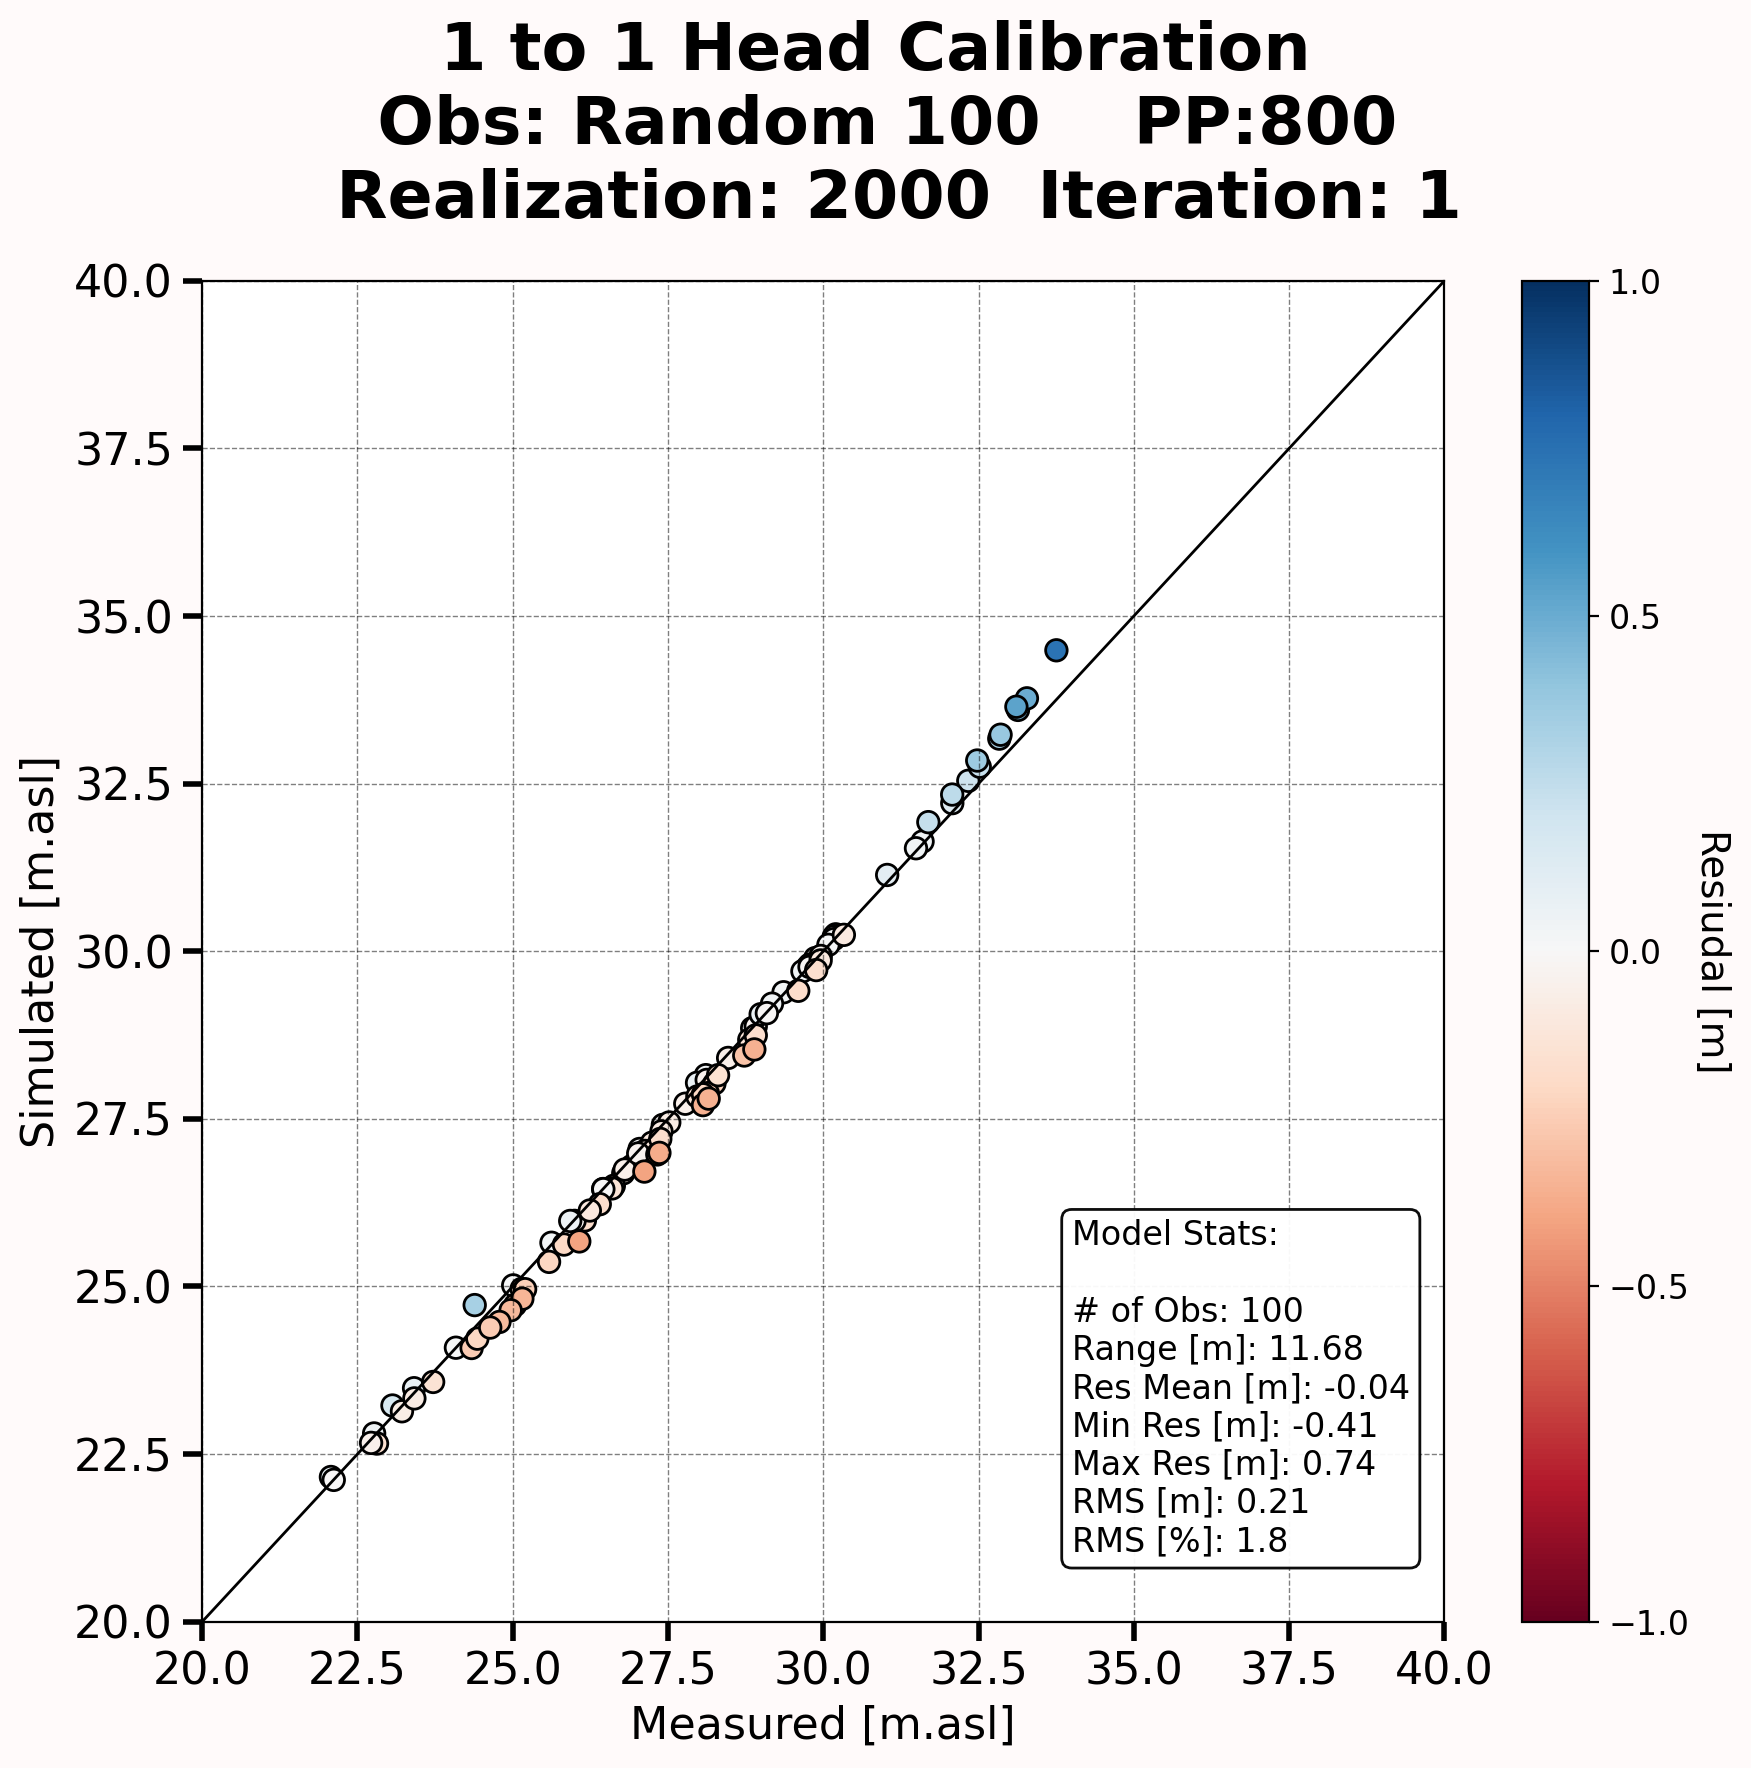 1 to 1 Head Calibration
Obs: Random 100    PP:800
Realization: 2000  Iteration: 1
40.0
37.5
35.0
32.5
30.0
27.5
25.0
22.5
20.0
Simulated [m.asl]
20.0 22.5 25.0 27.5 30.0 32.5 35.0 37.5 40.0
Measured [m.asl]
Model Stats:
# of Obs: 100
Range [m]: 11.68
Res Mean [m]: -0.04
Min Res [m]: -0.41
Max Res [m]: 0.74
RMS [m]: 0.21
RMS [%]: 1.8
1.0
0.5
0.0
−0.5
−1.0
Resiudal [m]